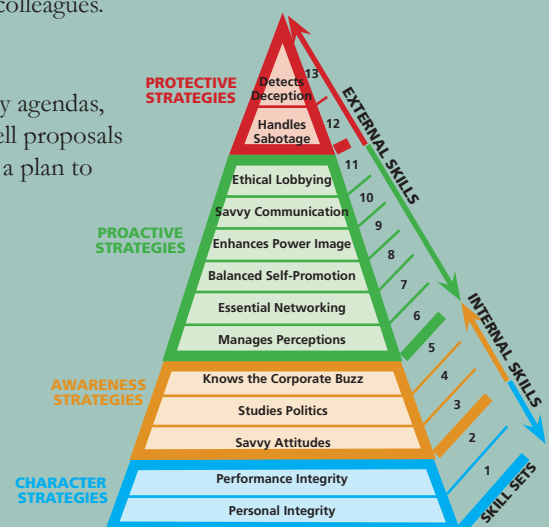 colleagues.
y agendas,
ell proposals
a plan to
PROTECTIVE
STRATEGIES
Detects
Deception
Handles
Sabotage
13
12
EXTERNAL SKILLS
PROACTIVE
STRATEGIES
Ethical Lobbying
Savvy Communication
Enhances Power Image
Balanced Self-Promotion
Essential Networking
Manages Perceptions
11
10
9
8
7
6
INTERNAL SKILLS
AWARENESS
STRATEGIES
Knows the Corporate Buzz
Studies Politics
Savvy Attitudes
5
4
3
CHARACTER
STRATEGIES
Performance Integrity
Personal Integrity
2
1
SKILL SETS